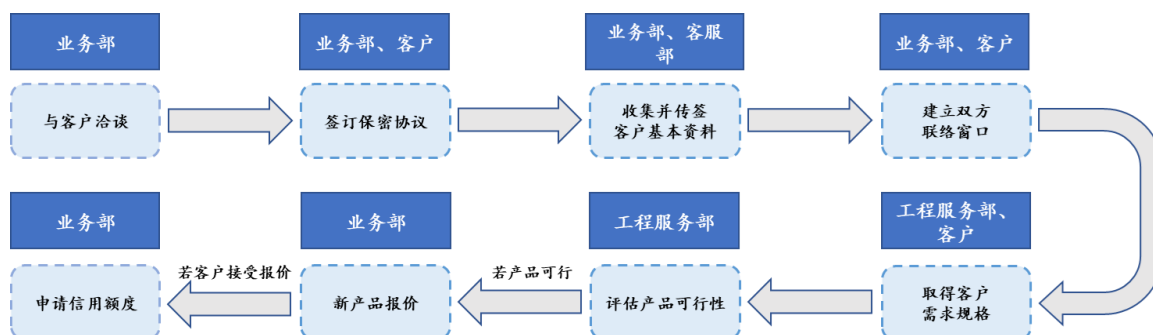 业务部
业务部、客户
业务部、客服
部
业务部、客户
与客户洽谈
签订保密协议
收集并传签
客户基本资料
建立双方
联络窗口
业务部
业务部
工程服务部
工程服务部、
客户
若客户接受报价
若产品可行
申请信用额度
新产品报价
评估产品可行性
取得客户
需求规格